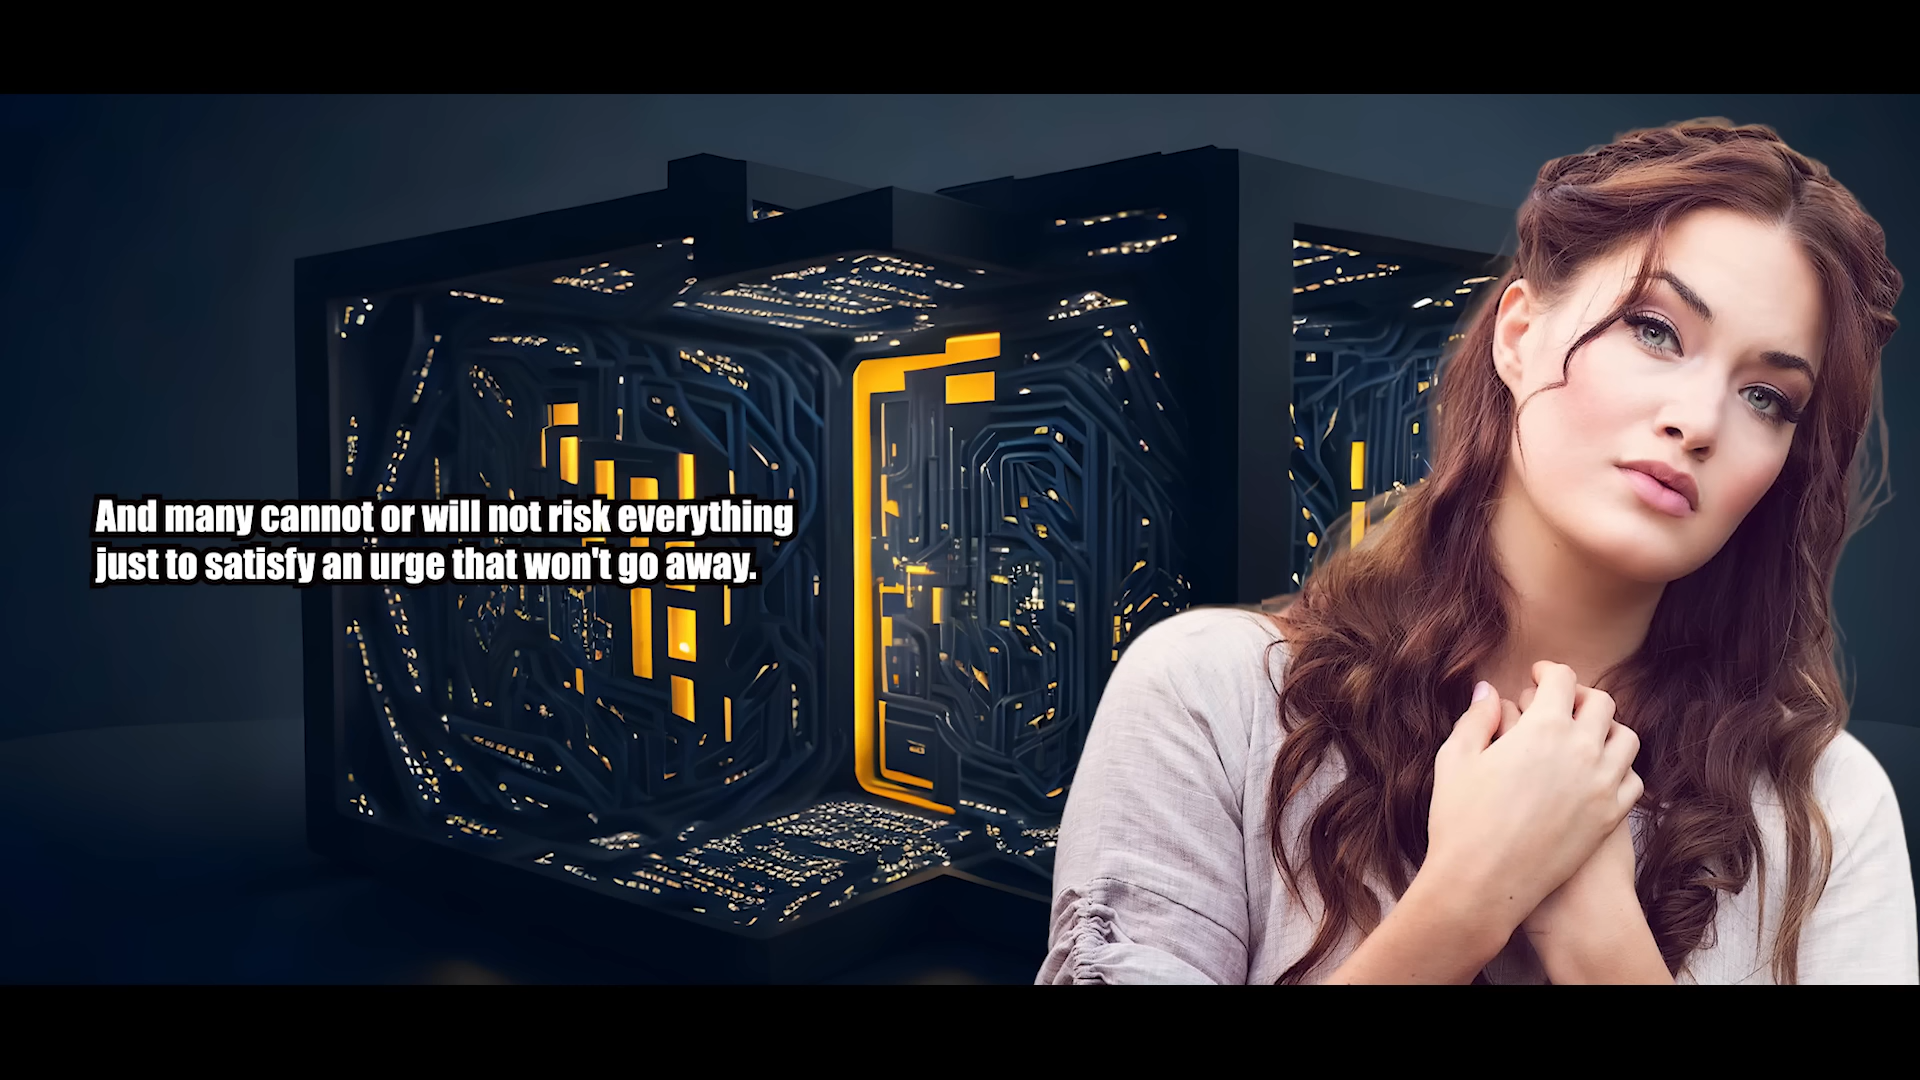 And many cannot or will not risk everything
just to satisfy an urge that won't go away.